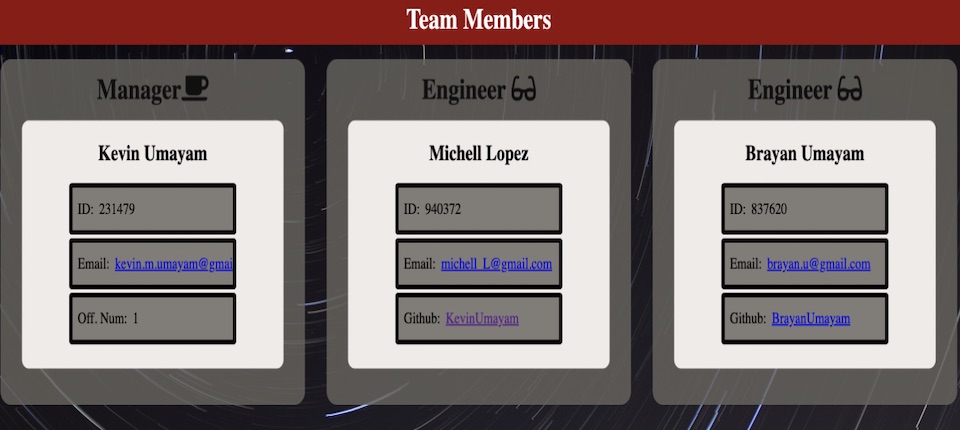 Team Members
Manager
Kevin Umayam
ID: 231479
Email: kevin.m.umayam@gmai
Off. Num: 1
Engineer
Michell Lopez
ID: 940372
Email: michell_L@gmail.com
Github: KevinUmayam
Engineer
Brayan Umayam
ID: 837620
Email: brayan.u@gmail.com
Github: BrayanUmayam